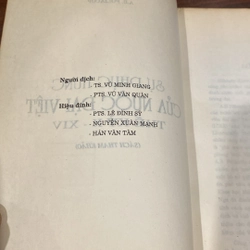 Người dịch:
- TS. VŨ MINH GIANG
PTS. VŨ VĂN QUÂN
Hiệu đính:
- PTS. LÊ ĐÌNH SỸ
- NGUYỄN XUÂN MẠNH
- HÁN VĂN TÂM